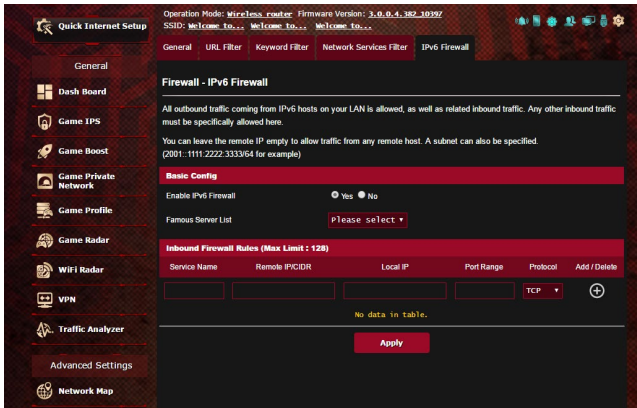 Quick Internet Setup
General
Dash Board
Game IPS
Game Boost
Game Private
Network
Game Profile
Game Radar
WiFi Radar
VPN
Traffic Analyzer
Advanced Settings
Network Map
Operation Mode: Wireless router Firmware Version: 3.0.0.4.382_10397
SSID: Welcome to... Welcome to... Welcome to...
General URL Filter Keyword Filter Network Services Filter IPv6 Firewall
Firewall - IPv6 Firewall
All outbound traffic coming from IPv6 hosts on your LAN is allowed, as well as related inbound traffic. Any other inbound traffic
must be specifically allowed here.
You can leave the remote IP empty to allow traffic from any remote host. A subnet can also be specified.
(2001::1111:2222:3333/64 for example)
Basic Config
Enable IPv6 Firewall Yes No
Famous Server List Please select
Inbound Firewall Rules (Max Limit : 128)
Service Name Remote IP/CIDR Local IP Port Range Protocol Add / Delete
TCP
No data in table.
Apply